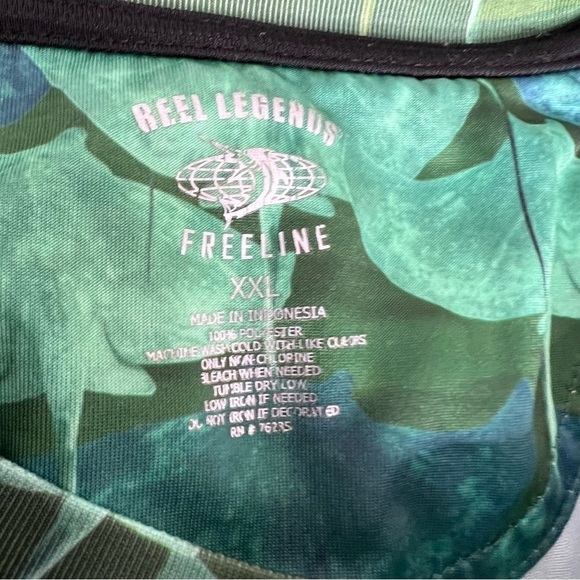 REEL LEGENDS
FREELINE
XXL
MADE IN INDONESIA
100% POLYESTER
MACHINE WASH COLD WITH LIKE COLORS
ONLY NON-CHLORINE
BLEACH WHEN NEEDED
TUMBLE DRY LOW
LOW IRON IF NEEDED
DO NOT IRON IF DECORATED
RN # 76235